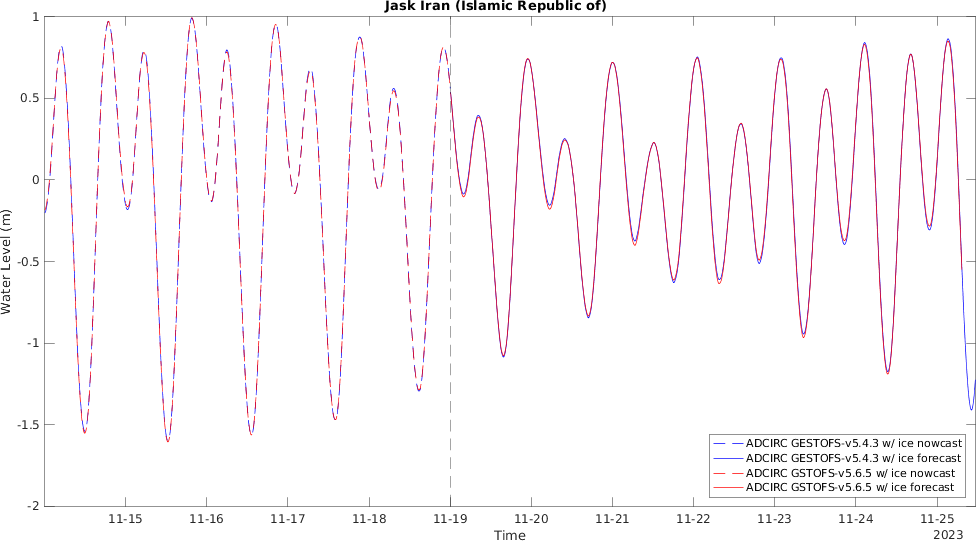 Jask Iran (Islamic Republic of)
1
0.5
0
-0.5
-1
-1.5
-2
Water Level (m)
11-15 11-16 11-17 11-18 11-19 11-20 11-21 11-22 11-23 11-24 11-25
Time
2023
ADCIRC GESTOFS-v5.4.3 w/ ice nowcast
ADCIRC GESTOFS-v5.4.3 w/ ice forecast
ADCIRC GSTOFS-v5.6.5 w/ ice nowcast
ADCIRC GSTOFS-v5.6.5 w/ ice forecast